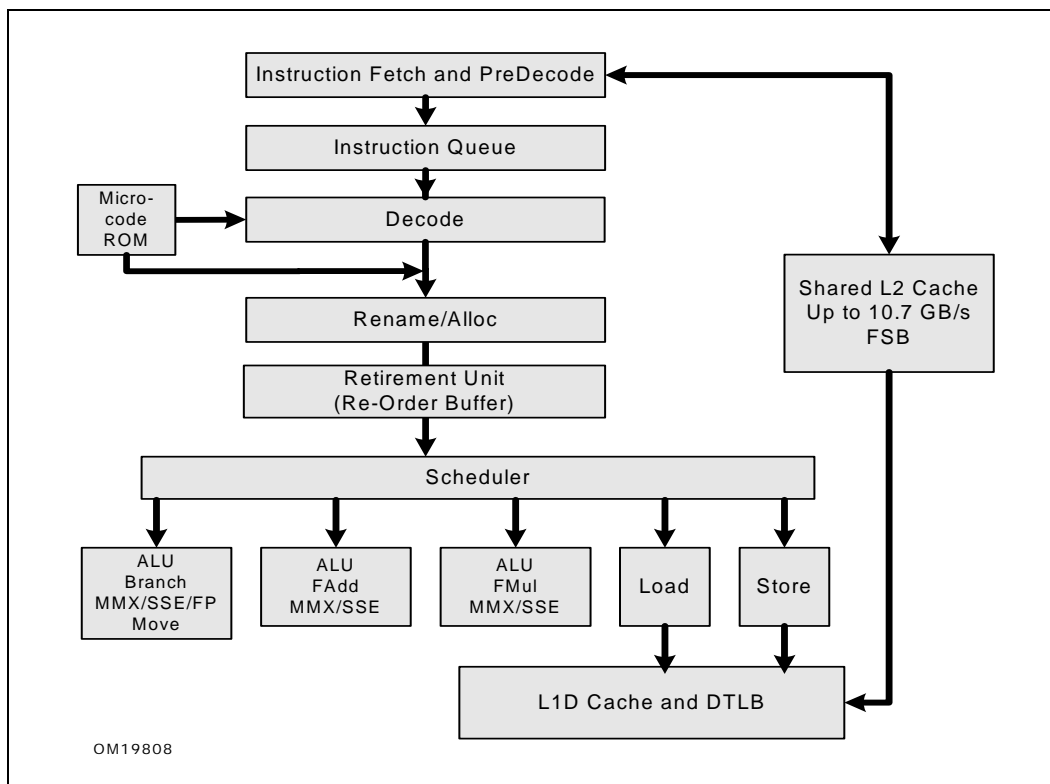 Instruction Fetch and PreDecode
Instruction Queue
Micro-
code
ROM
Decode
Shared L2 Cache
Up to 10.7 GB/s
FSB
Rename/Alloc
Retirement Unit
(Re-Order Buffer)
Scheduler
ALU
Branch
MMX/SSE/FP
Move
ALU
FAdd
MMX/SSE
ALU
FMul
MMX/SSE
Load
Store
L1D Cache and DTLB
OM19808